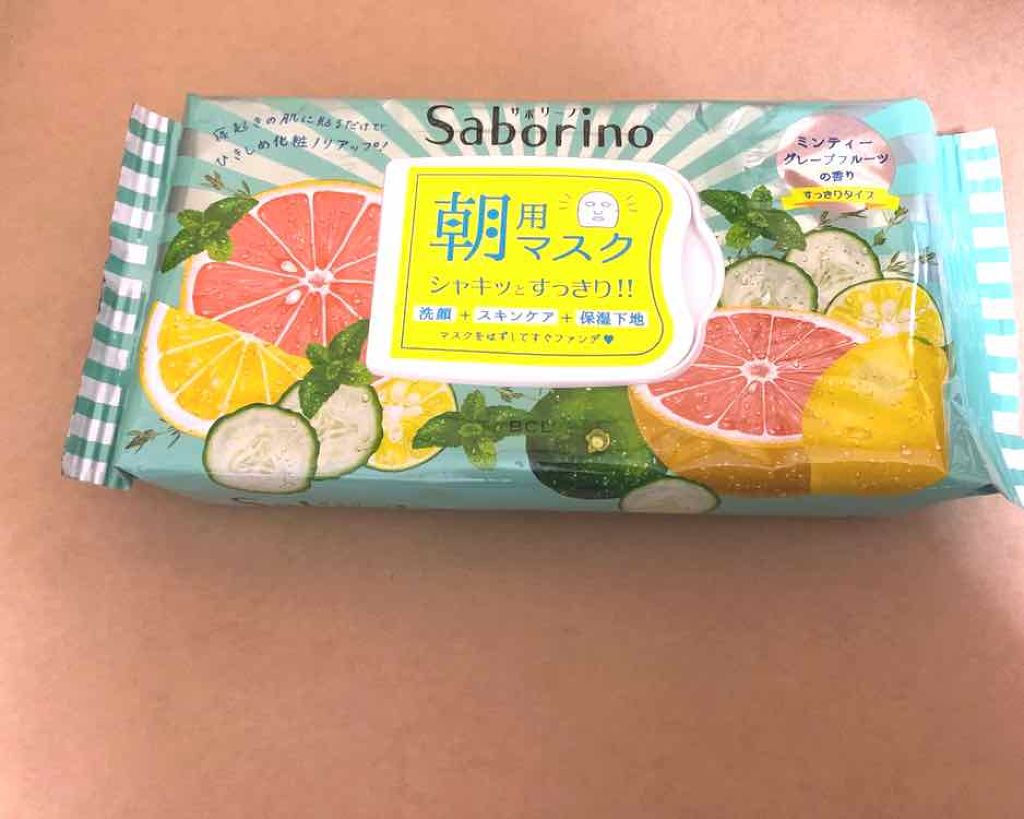 寝起きの肌に貼るだけで
ひきしめ化粧ノリアップ!
サボリーノ
Saborino
ミンティー
グレープフルーツ
の香り
すっきりタイプ
朝用
マスク
シャキッとすっきり!!
洗顔+スキンケア+保湿下地
マスクをはずしてすぐファンデ♥
BCL